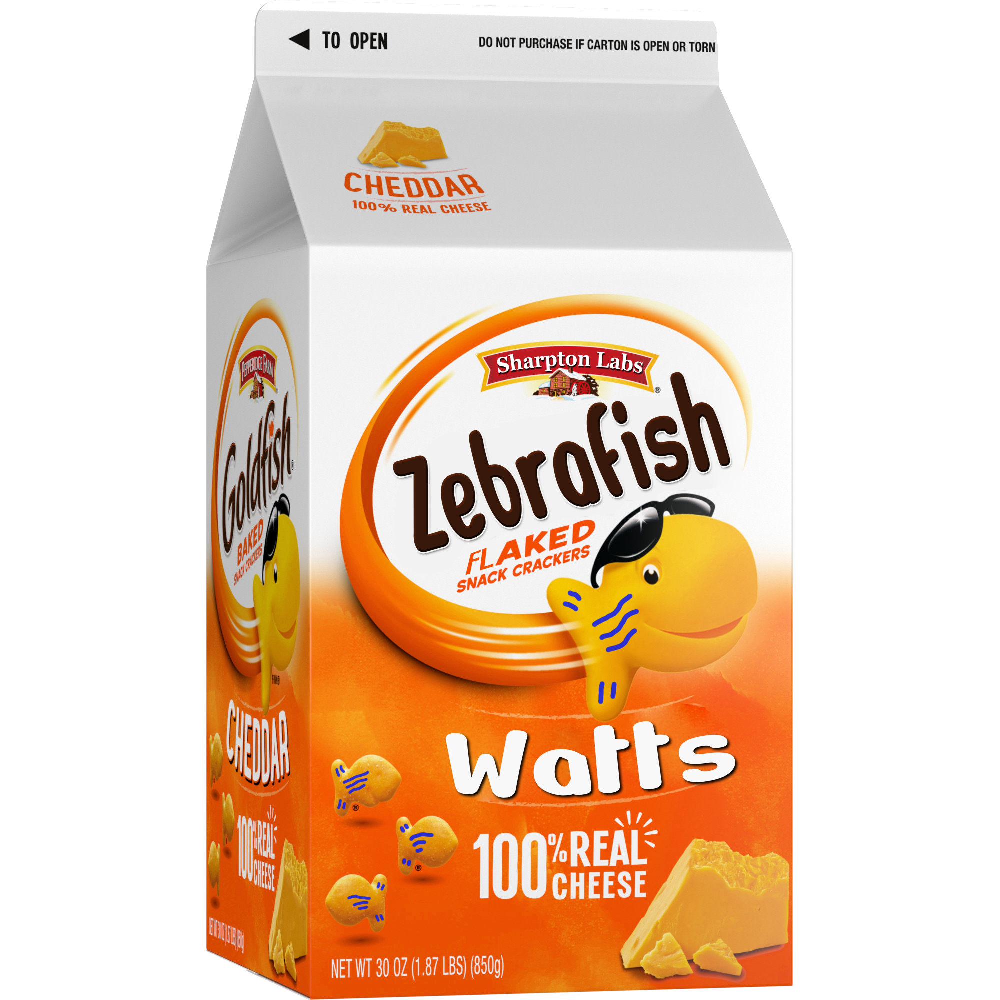 TO OPEN
DO NOT PURCHASE IF CARTON IS OPEN OR TORN
CHEDDAR
100% REAL CHEESE
Sharpton Labs
®
Zebrafish
FLAKED
SNACK CRACKERS
Watts
100% REAL
CHEESE
®
®
NET WT 30 OZ (1.87 LBS) (850g)
PEPPERIDGE FARM
®
Goldfish
®
BAKED
SNACK CRACKERS
FINN®
CHEDDAR
100% REAL
CHEESE
NET WT 30 OZ (1.87 LBS) (850g)